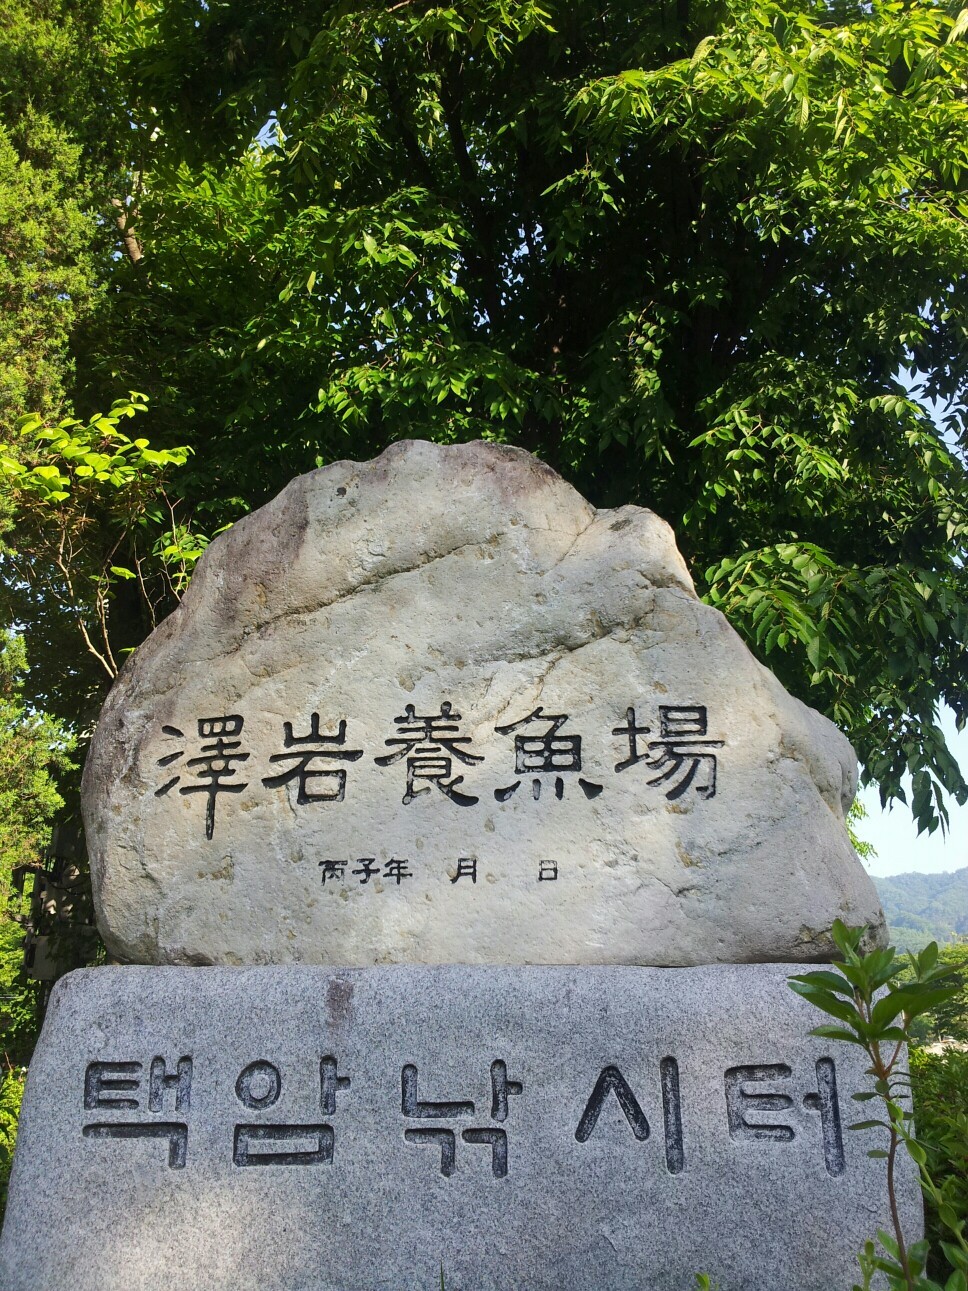 澤岩養魚場
丙子年 月 日
택암낚시터